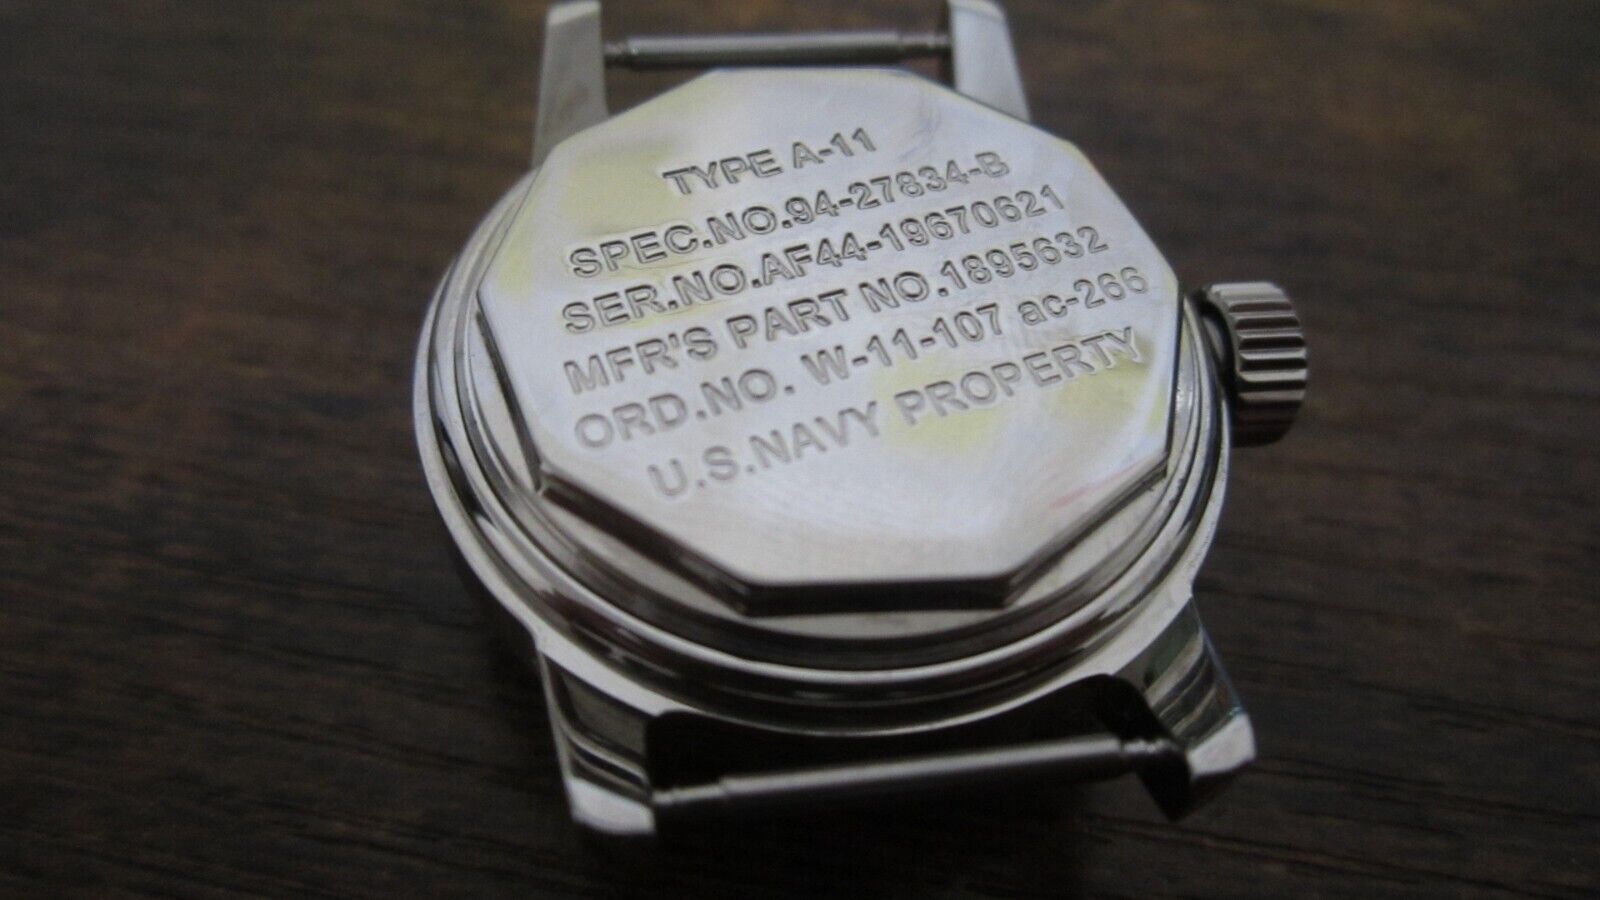 TYPE A-11
SPEC.NO.94-27834-B
SER.NO.AF44-19670621
MFR'S PART NO.1895632
ORD.NO. W-11-107 ac-266
U.S.NAVY PROPERTY